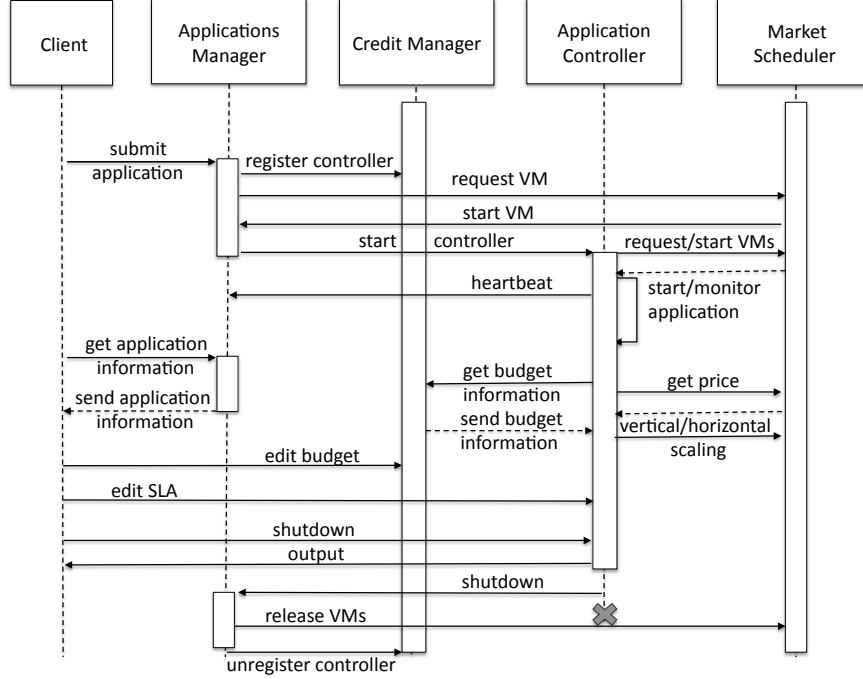 Client
Applications
Manager
Credit Manager
Application
Controller
Market
Scheduler
submit
application
register controller
request VM
start VM
start controller
request/start VMs
heartbeat
start/monitor
application
get application
information
get budget
information
get price
send application
information
send budget
information
vertical/horizontal
scaling
edit budget
edit SLA
shutdown
output
shutdown
release VMs
unregister controller